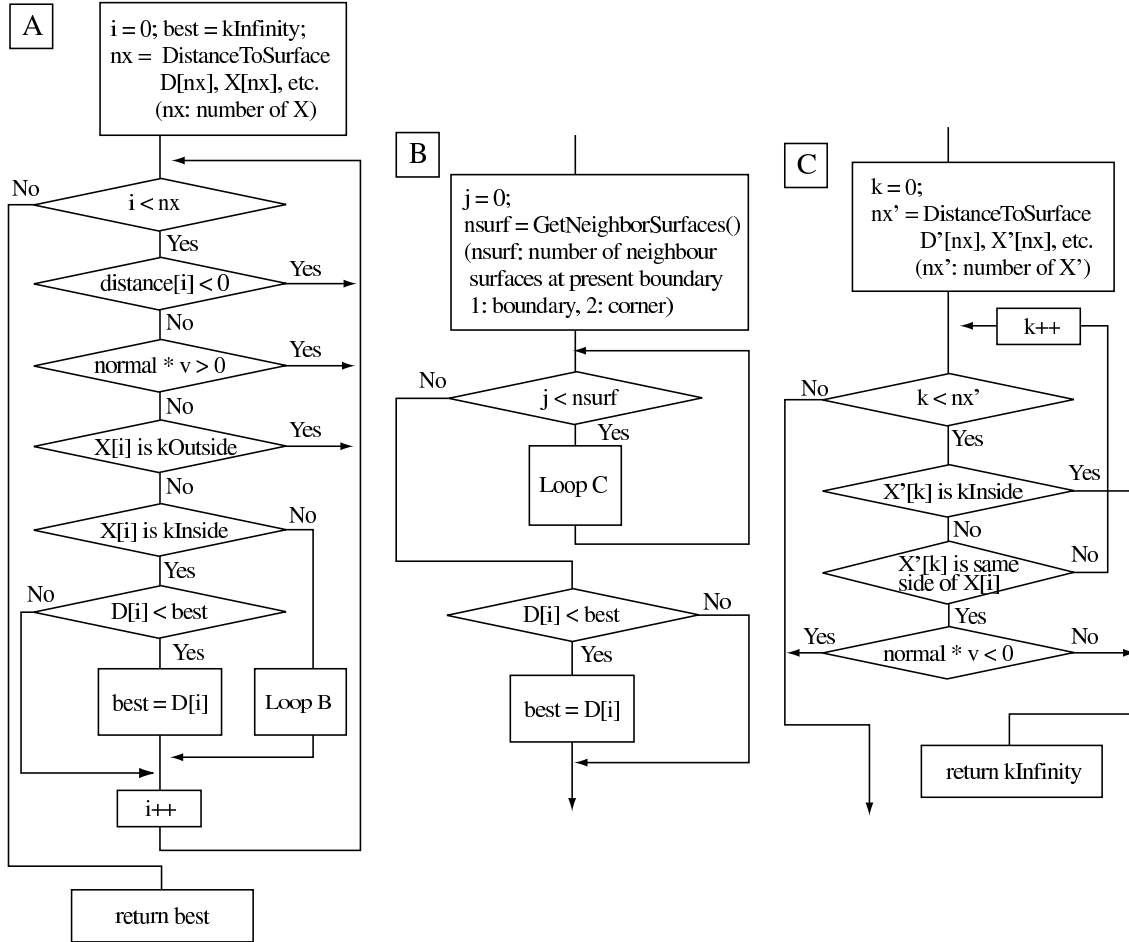 A
i = 0; best = kInfinity;
nx = DistanceToSurface
D[nx], X[nx], etc.
(nx: number of X)
No
i < nx
Yes
distance[i] < 0
Yes
No
normal * v > 0
Yes
No
X[i] is kOutside
Yes
No
X[i] is kInside
No
Yes
No
D[i] < best
Yes
best = D[i]
Loop B
i++
return best
B
j = 0;
nsurf = GetNeighborSurfaces()
(nsurf: number of neighbour
surfaces at present boundary
1: boundary, 2: corner)
No
j < nsurf
Yes
Loop C
D[i] < best
No
Yes
best = D[i]
C
k = 0;
nx’ = DistanceToSurface
D’[nx], X’[nx], etc.
(nx’: number of X’)
k++
No
k < nx’
Yes
X’[k] is kInside
Yes
No
X’[k] is same
side of X[i]
No
Yes
Yes
normal * v < 0
No
return kInfinity